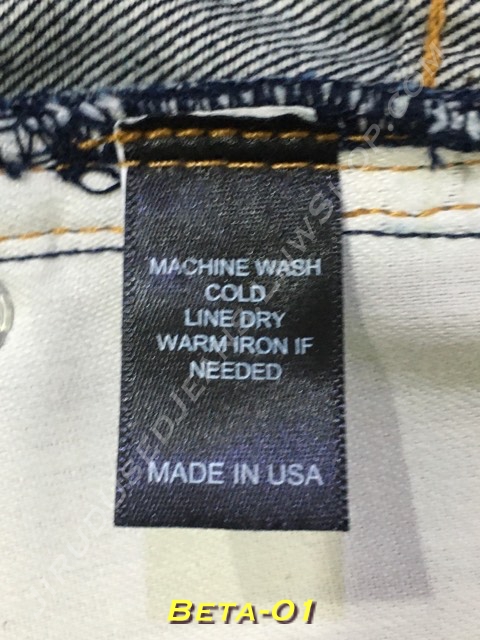 MACHINE WASH
COLD
LINE DRY
WARM IRON IF
NEEDED
MADE IN USA
BETA-01